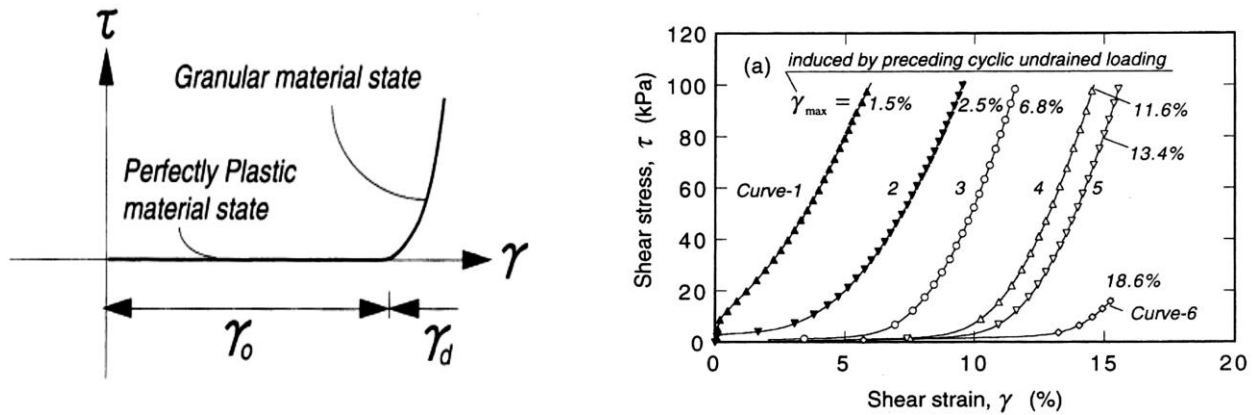 τ
Granular material state
Perfectly Plastic
material state
γ
γo
γd
(a)
induced by preceding cyclic undrained loading
γmax =
1.5%
2.5%
6.8%
11.6%
13.4%
18.6%
Curve-1
2
3
4
5
Curve-6
Shear stress, τ (kPa)
120
100
80
60
40
20
0
0
5
10
15
20
Shear strain, γ (%)